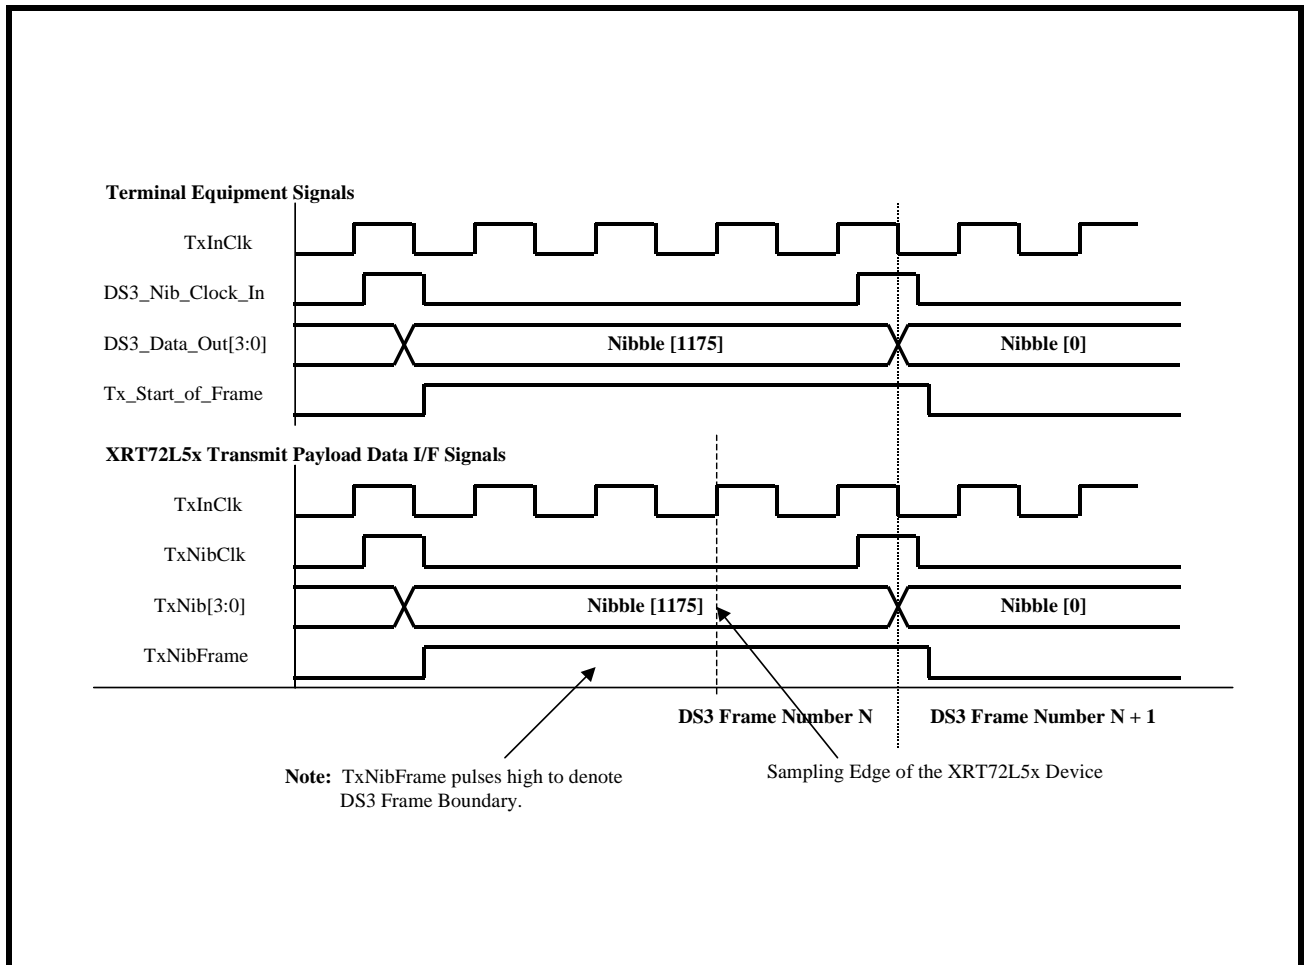 Terminal Equipment Signals
TxInClk
DS3_Nib_Clock_In
DS3_Data_Out[3:0]
Nibble [1175]
Nibble [0]
Tx_Start_of_Frame
XRT72L5x Transmit Payload Data I/F Signals
TxInClk
TxNibClk
TxNib[3:0]
Nibble [1175]
Nibble [0]
TxNibFrame
DS3 Frame Number N
DS3 Frame Number N + 1
Note: TxNibFrame pulses high to denote
DS3 Frame Boundary.
Sampling Edge of the XRT72L5x Device